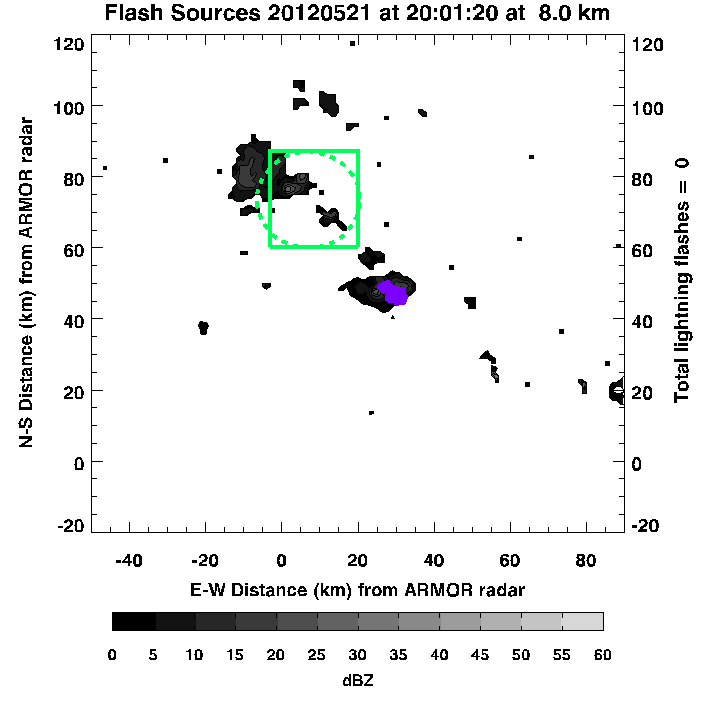 Flash Sources 20120521 at 20:01:20 at  8.0 km
120 120
100 100
80 80
60 60
40 40
20 20
0 0
-20 -20
N-S Distance (km) from ARMOR radar
Total lightning flashes =  0
-40 -20 0 20 40 60 80
E-W Distance (km) from ARMOR radar
0 5 10 15 20 25 30 35 40 45 50 55 60
dBZ